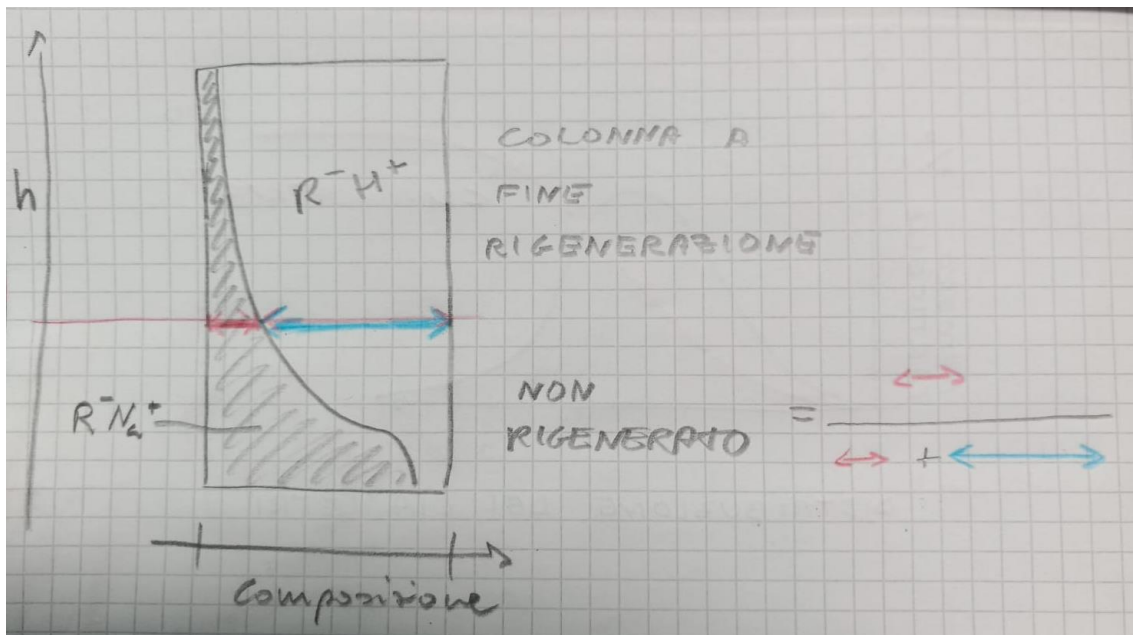 h
R⁻H⁺
COLONNA A
FINE
RIGENERAZIONE
R⁻Na⁺
NON
RIGENERATO
=
+
Composizione